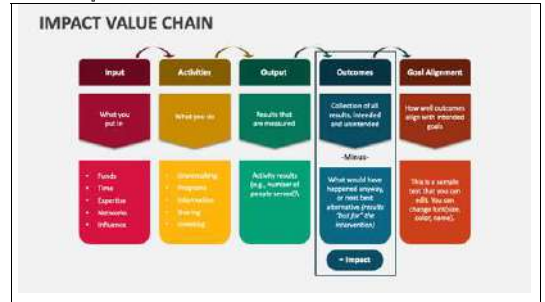 IMPACT VALUE CHAIN
Input
Activities
Output
Outcomes
Goal Alignment
What you
put in
What you do
Results that
are measured
Collection of all
results, intended
and unintended
How well outcomes
align with intended
goals
-Minus-
• Funds
• Time
• Expertise
• Networks
• Influence
• Grantmaking
• Programs
• Information
Sharing
• Investing
Activity results
(e.g., number of
people served)
What would have
happened anyway,
or next best
alternative (results
"but for" the
intervention)
This is a sample
text that you can
edit. You can
change font(size,
color, name).
= Impact